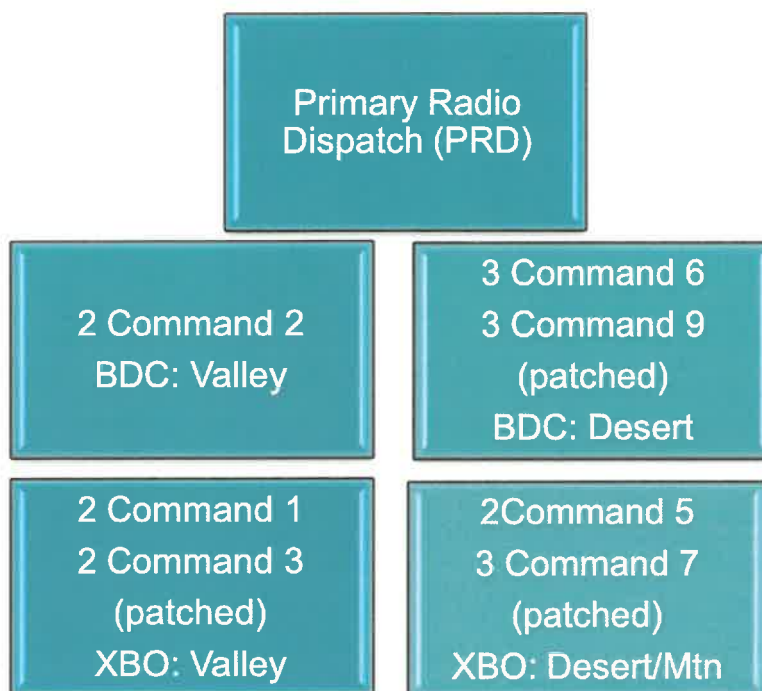 Primary Radio
Dispatch (PRD)
2 Command 2
BDC: Valley
3 Command 6
3 Command 9
(patched)
BDC: Desert
2 Command 1
2 Command 3
(patched)
XBO: Valley
2Command 5
3 Command 7
(patched)
XBO: Desert/Mtn